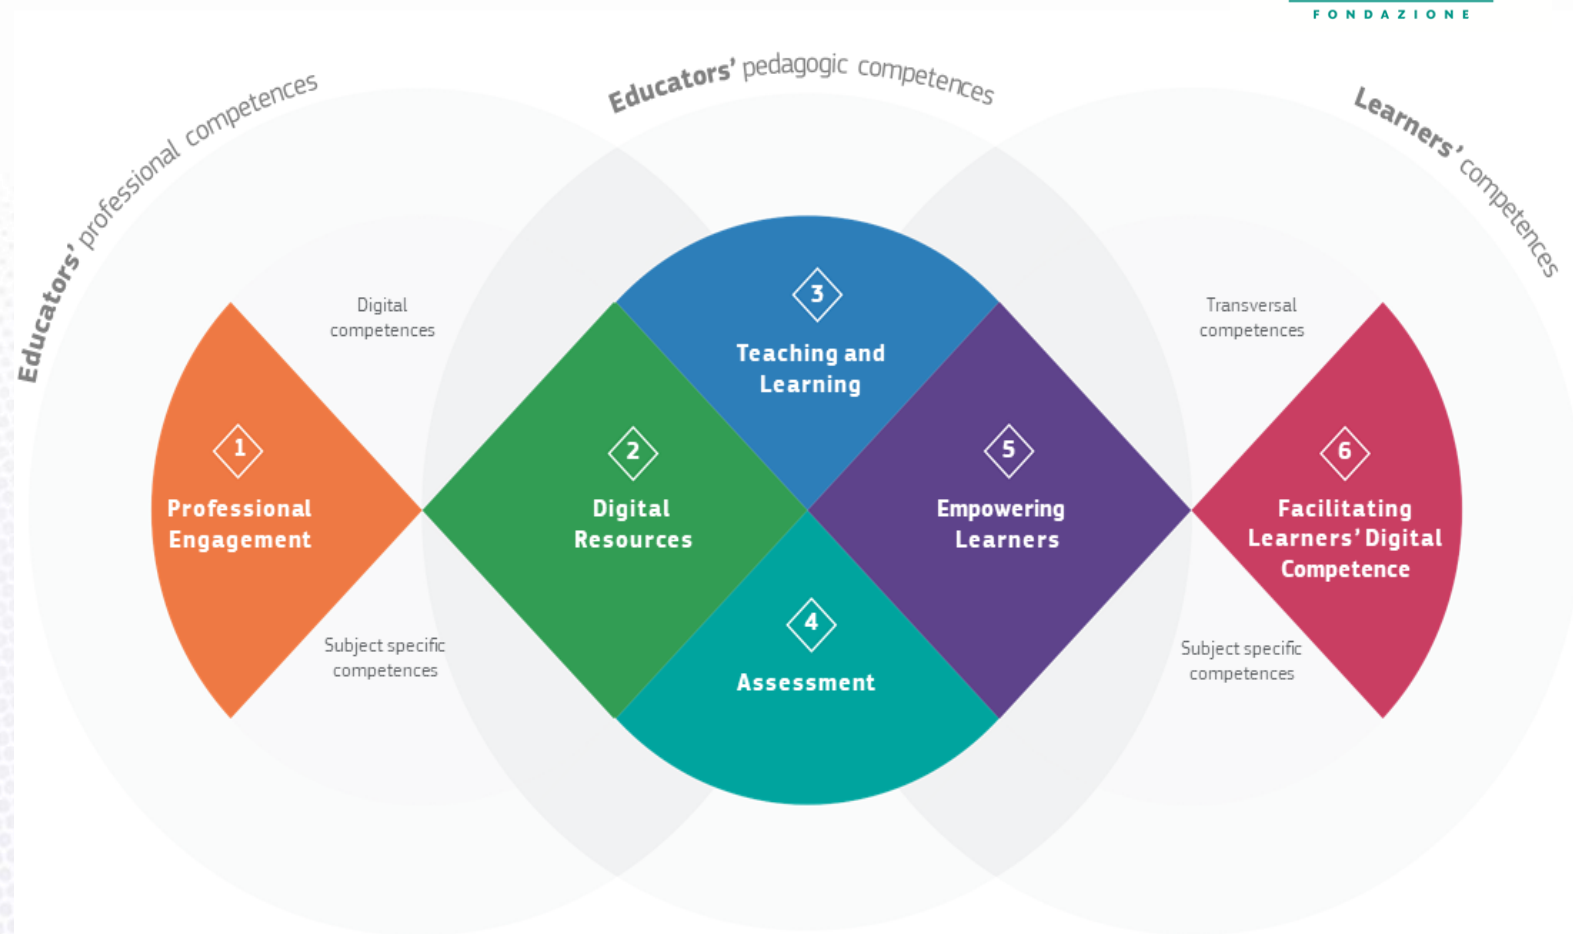 FONDAZIONE
Educators' professional competences
Educators' pedagogic competences
Learners' competences
Digital
competences
Subject specific
competences
1
Professional
Engagement
2
Digital
Resources
3
Teaching and
Learning
4
Assessment
5
Empowering
Learners
Transversal
competences
Subject specific
competences
6
Facilitating
Learners' Digital
Competence